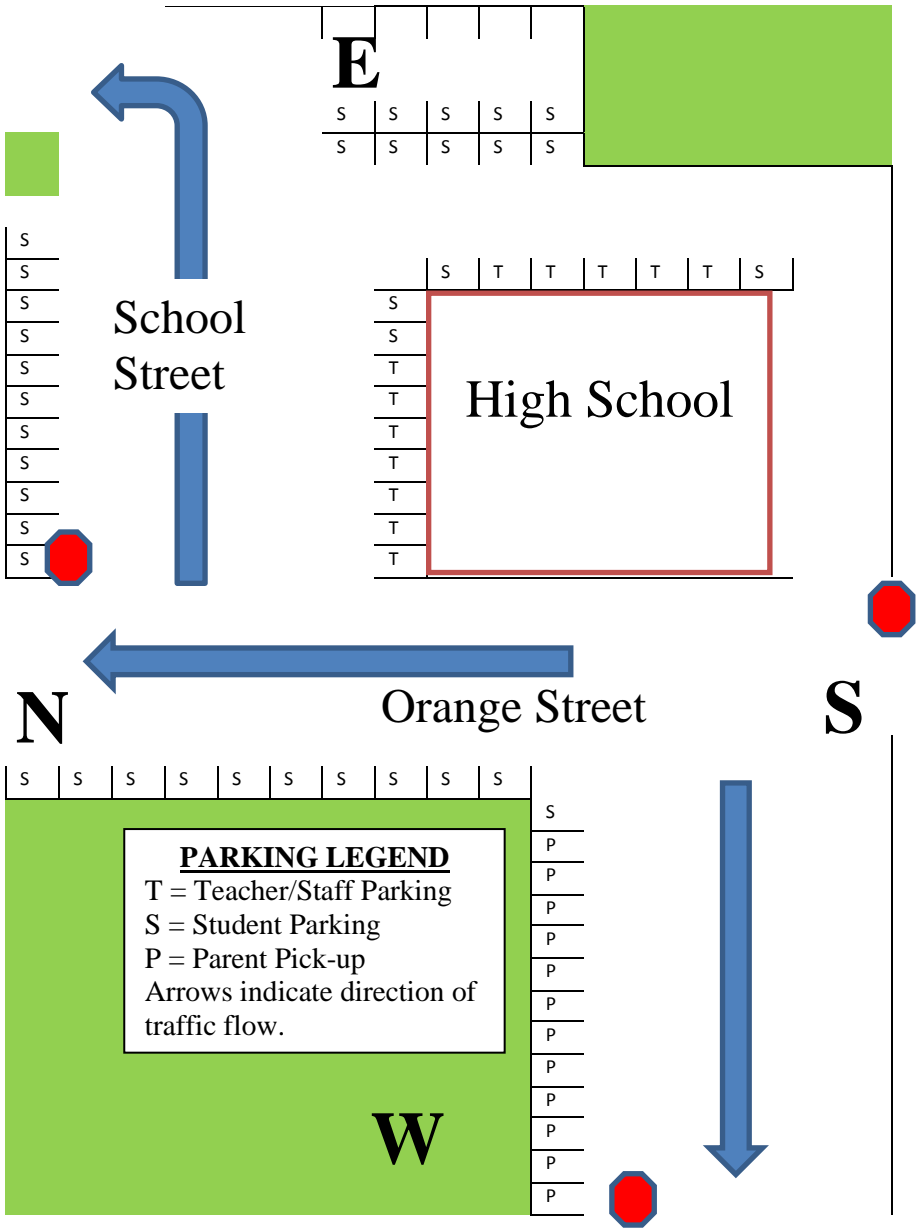 E
S S S S S
S S S S S
S
S
S
S
S
S
S
S
S
S
S
School
Street
S T T T T T S
S
S
T
T
T
T
T
T
T
High School
N
Orange Street
S
S S S S S S S S S S
S
P
P
P
P
P
P
P
P
P
P
P
P
PARKING LEGEND
T = Teacher/Staff Parking
S = Student Parking
P = Parent Pick-up
Arrows indicate direction of
traffic flow.
W